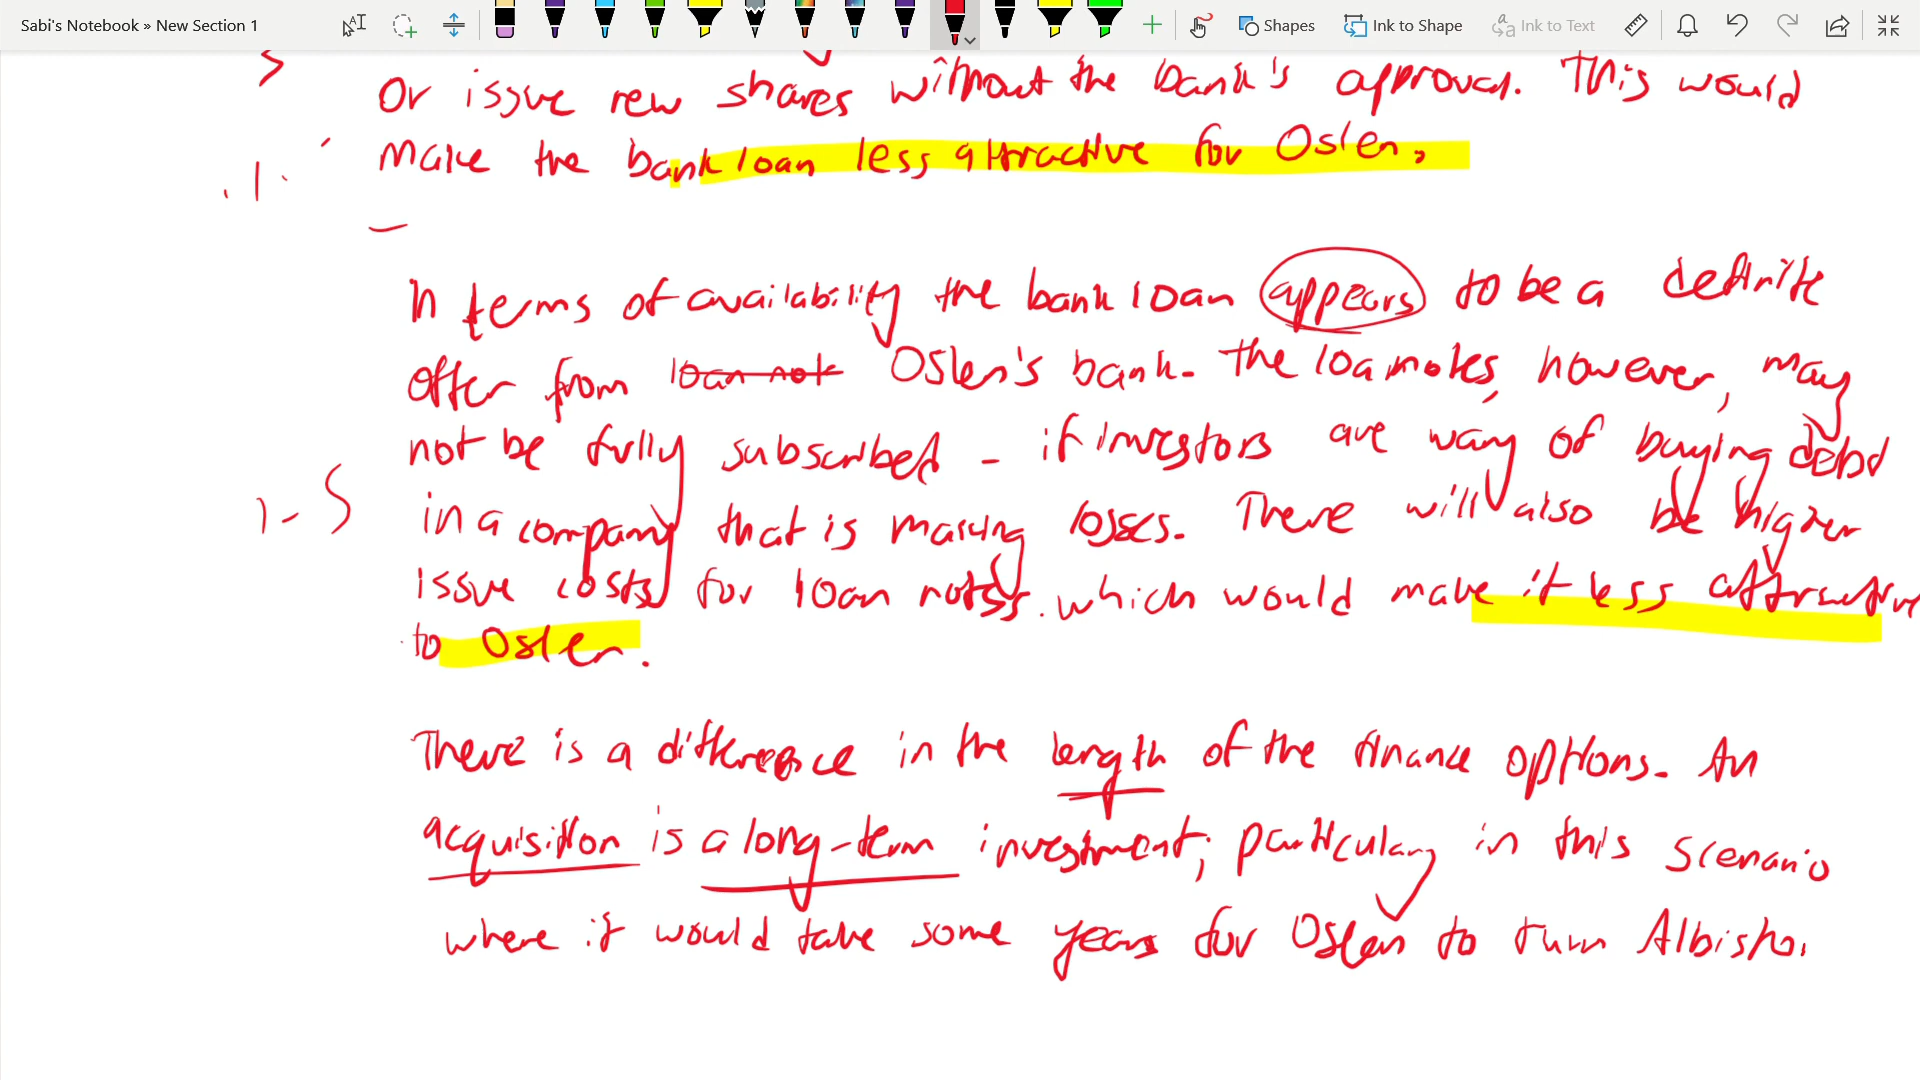 Sabi's Notebook » New Section 1
Shapes
Ink to Shape
Ink to Text
Or issue new shares without the bank's approval. This would
make the bank loan less attractive for Oslen.
In terms of availability the bank loan appears to be a definite
offer from loan not Oslen's bank. The loan notes, however, may
not be fully subscribed - if investors are wary of buying debt
in a company that is making losses. There will also be higher
issue costs for loan notes. which would make it less attractive
to Oslen.
There is a difference in the length of the finance options. An
acquisition is a long-term investment; particulary in this scenario
where it would take some years for Oslen to turn Albisho.